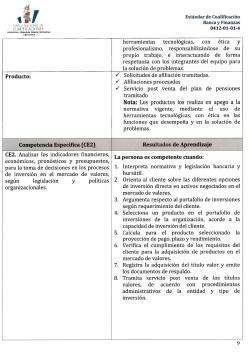 Estándar de Cualificación
Banca y Finanzas
0412-01-01-4
herramientas tecnológicas, con ética y
profesionalismo, responsabilizándose de su
propio trabajo, e interactuando de forma
respetuosa con los integrantes del equipo para
la solución de problemas.
Producto:
✓ Solicitudes de afiliación tramitadas.
✓ Afiliaciones procesadas
✓ Servicio post venta del plan de pensiones
tramitado
Nota: Los productos los realiza en apego a la
normativa vigente, mediante el uso de
herramientas tecnológicas, con ética en las
funciones que desempeña y en la solución de
problemas.
Competencia Específica (CE2)
Resultados de Aprendizaje
CE2. Analizar los indicadores financieros,
económicos, pronósticos y presupuestos,
para la toma de decisiones en los procesos
de inversión en el mercado de valores,
según legislación y políticas
organizacionales.
La persona es competente cuando:
1. Interpreta normativa y legislación bancaria y
bursátil.
2. Orienta al cliente sobre las diferentes opciones
de inversión directa en activos negociados en el
mercado de valores.
3. Argumenta respecto al portafolio de inversiones
según requerimiento del cliente.
4. Selecciona un producto en el portafolio de
inversiones de la organización, acorde a la
capacidad de inversión del cliente.
5. Calcula para el producto seleccionado la
proyección de pago, plazo y rendimiento.
6. Verifica el cumplimiento de los requisitos del
cliente para la adquisición de productos en el
mercado de valores.
7. Registra la adquisición del título valor y emite
los documentos de respaldo.
8. Tramita servicio post venta de los títulos
valores, de acuerdo con procedimientos
administrativos de la entidad y tipo de
inversión.
9